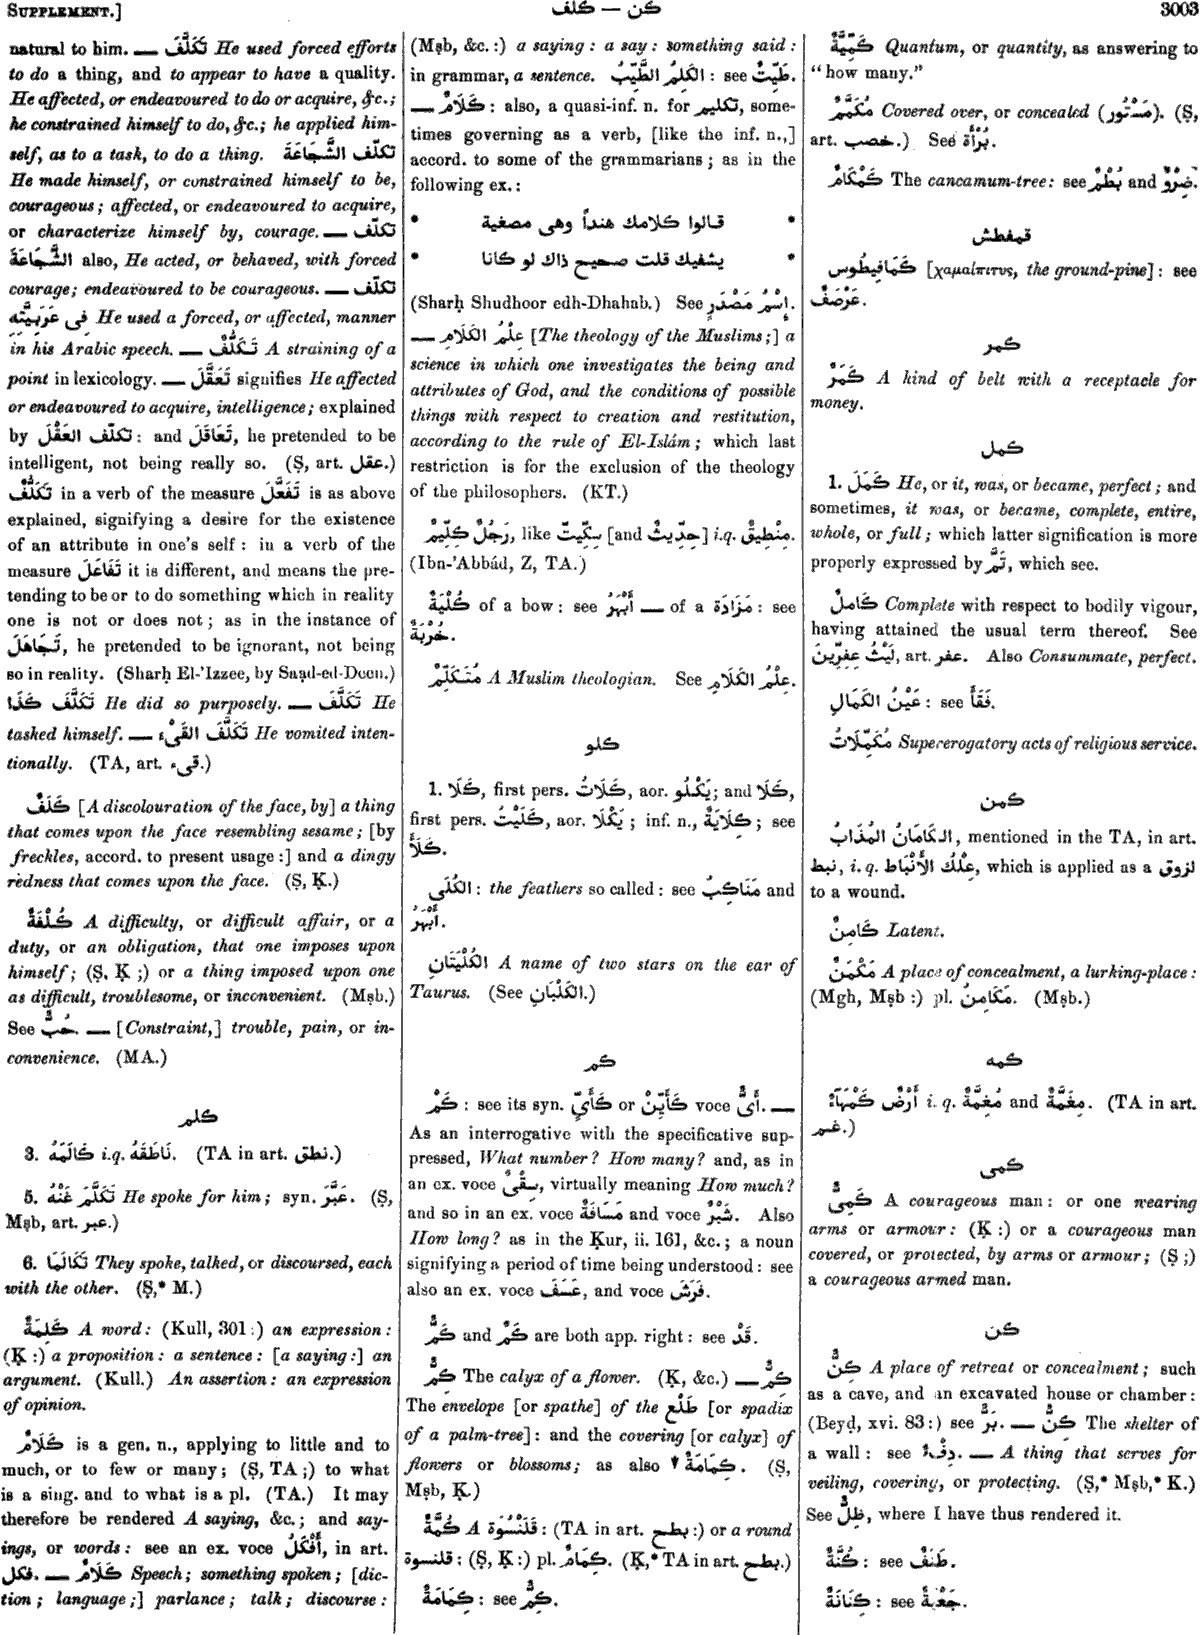 SUPPLEMENT.]
كلف — كن
3003
natural to him. — تَكَلَّفَ He used forced efforts
to do a thing, and to appear to have a quality.
He affected, or endeavoured to do or acquire, &c.;
he constrained himself to do, &c.; he applied him-
self, as to a task, to do a thing. تكلّف الشَّجَاعَةَ
He made himself, or constrained himself to be,
courageous; affected, or endeavoured to acquire,
or characterize himself by, courage. — تكلّف
الشَّجَاعَةَ also, He acted, or behaved, with forced
courage; endeavoured to be courageous. — تكلّف
فِى عَرَبِيَّتِهِ He used a forced, or affected, manner
in his Arabic speech. — تَكَلُّفٌ A straining of a
point in lexicology. — تَعَقَّلَ signifies He affected
or endeavoured to acquire, intelligence; explained
by تكلّف العَقْلَ: and تَعَاقَلَ, he pretended to be
intelligent, not being really so. (Ṣ, art. عقل.)
تَكَلُّفٌ in a verb of the measure تَفَعَّلَ is as above
explained, signifying a desire for the existence
of an attribute in one's self: in a verb of the
measure تَفَاعَلَ it is different, and means the pre-
tending to be or to do something which in reality
one is not or does not; as in the instance of
تَجَاهَلَ, he pretended to be ignorant, not being
so in reality. (Sharḥ El-'Izzee, by Saạd-ed-Deen.)
تَكَلَّفَ كَذَا He did so purposely. — تَكَلَّفَ He
tasked himself. — تَكَلَّفَ القَىْءَ He vomited inten-
tionally. (TA, art. قىء.)
كَلَفٌ [A discolouration of the face, by] a thing
that comes upon the face resembling sesame; [by
freckles, accord. to present usage:] and a dingy
redness that comes upon the face. (Ṣ, Ḳ.)
كُلْفَةٌ A difficulty, or difficult affair, or a
duty, or an obligation, that one imposes upon
himself; (Ṣ, Ḳ;) or a thing imposed upon one
as difficult, troublesome, or inconvenient. (Mṣb.)
See حُبٌّ. — [Constraint,] trouble, pain, or in-
convenience. (MA.)
كلم
3. كَالَمَهُ i.q. نَاطَقَهُ. (TA in art. نطق.)
5. تَكَلَّمَ عَنْهُ He spoke for him; syn. عَبَّرَ. (Ṣ,
Mṣb, art. عبر.)
6. تَكَالَمَا They spoke, talked, or discoursed, each
with the other. (Ṣ,* M.)
كَلِمَةٌ A word: (Kull, 301:) an expression:
(Ḳ:) a proposition: a sentence: [a saying:] an
argument. (Kull.) An assertion: an expression
of opinion.
كَلَامٌ is a gen. n., applying to little and to
much, or to few or many; (Ṣ, TA;) to what
is a sing. and to what is a pl. (TA.) It may
therefore be rendered A saying, &c.; and say-
ings, or words: see an ex. voce أَفْكَلُ, in art.
فكل. — كَلَامٌ Speech; something spoken; [dic-
tion; language;] parlance; talk; discourse:
(Mṣb, &c.:) a saying: a say: something said:
in grammar, a sentence. الكَلِمُ الطَّيِّبُ: see طَيِّبٌ.
— كَلَامٌ: also, a quasi-inf. n. for تكليم, some-
times governing as a verb, [like the inf. n.,]
accord. to some of the grammarians; as in the
following ex.:
* قالوا كلامك هنداً وهى مصغية *
* يشفيك قلت صحيح ذاك لو كانا *
(Sharḥ Shudhoor edh-Dhahab.) See إِسْمُ مَصْدَرٍ.
— عِلْمُ الكَلَامِ [The theology of the Muslims;] a
science in which one investigates the being and
attributes of God, and the conditions of possible
things with respect to creation and restitution,
according to the rule of El-Islám; which last
restriction is for the exclusion of the theology
of the philosophers. (KT.)
رَجُلٌ كِلِّيمٌ, like سِكِّيتٌ [and حِدِّيثٌ] i.q. مِنْطِيقٌ.
(Ibn-'Abbád, Z, TA.)
كُلْيَةٌ of a bow: see أَبْهَرُ — of a مَزَادَة: see
خُرْبَةٌ.
مُتَكَلِّمٌ A Muslim theologian. See عِلْمُ الكَلَامِ.
كلو
1. كَلَا, first pers. كَلَاتُ, aor. يَكْلُو; and كَلَا,
first pers. كَلَيْتُ, aor. يَكْلَا; inf. n., كِلَايَةٌ; see
كَلَأَ.
الكُلَى: the feathers so called: see مَنَاكِبُ and
أَبْهَرُ.
الكُلْيَتَانِ A name of two stars on the ear of
Taurus. (See الكَلْبَانِ.)
كم
كَمْ: see its syn. كَأَيِّنْ or كَأَىٍّ voce أَىٌّ. —
As an interrogative with the specificative sup-
pressed, What number? How many? and, as in
an ex. voce سِقْىٌ, virtually meaning How much?
and so in an ex. voce مَسَافَةٌ and voce شَبْرٌ. Also
How long? as in the Ḳur, ii. 161, &c.; a noun
signifying a period of time being understood: see
also an ex. voce عَسَفَ, and voce فَرَشَ.
كَمٌّ and كَمٍ are both app. right: see قَدْ.
كِمٌّ The calyx of a flower. (Ḳ, &c.) — كِمٌّ
The envelope [or spathe] of the طَلْع [or spadix
of a palm-tree]: and the covering [or calyx] of
flowers or blossoms; as also ▼ كِمَامَةٌ. (Ṣ,
Mṣb, Ḳ.)
كُمَّةٌ A قَلَنْسُوَة: (TA in art. بطح:) or a round
قلنسوة: (Ṣ, Ḳ:) pl. كِمَامٌ. (Ḳ,* TA in art. بطح.)
كِمَامَةٌ: see كِمٌّ.
كَمِّيَّةٌ Quantum, or quantity, as answering to
"how many."
مُكَمَّمٌ Covered over, or concealed (مَسْتُور). (Ṣ,
art. خصب.) See بُرْأَة.
كَمْكَامٌ The cancamum-tree: see بُطْمٌ and ضِرْوٌ.
قمفطش
كَمَافِيطُوس [χαμαίπιτυς, the ground-pine]: see
عَرْصَفٌ.
كمر
كَمَرٌ A kind of belt with a receptacle for
money.
كمل
1. كَمَلَ He, or it, was, or became, perfect; and
sometimes, it was, or became, complete, entire,
whole, or full; which latter signification is more
properly expressed by تَمَّ, which see.
كَامِلٌ Complete with respect to bodily vigour,
having attained the usual term thereof. See
لَيْثُ عِفِرِّينَ, art. عفر. Also Consummate, perfect.
عَيْنُ الكَمَالِ: see فَقَأَ.
مُكَمِّلَاتٌ Supererogatory acts of religious service.
كمن
الكَامَانُ المُذَابُ, mentioned in the TA, in art.
نبط, i.q. عِلْكُ الأَنْبَاطِ, which is applied as a لزوق
to a wound.
كَامِنٌ Latent.
مَكْمَنٌ A place of concealment, a lurking-place:
(Mgh, Mṣb:) pl. مَكَامِنُ. (Mṣb.)
كمه
أَرْضٌ كَمْهَآءُ i.q. مُغِمَّةٌ and مِغَمَّةٌ. (TA in art.
غمر.)
كمى
كَمِىٌّ A courageous man: or one wearing
arms or armour: (Ḳ:) or a courageous man
covered, or protected, by arms or armour; (Ṣ;)
a courageous armed man.
كن
كِنٌّ A place of retreat or concealment; such
as a cave, and an excavated house or chamber:
(Beyḍ, xvi. 83:) see بَرٌّ. — كِنٌّ The shelter of
a wall: see دِفْءٌ. — A thing that serves for
veiling, covering, or protecting. (Ṣ,* Mṣb,* K.)
See ظِلٌّ, where I have thus rendered it.
كُنَّةٌ: see طَنَفٌ.
كِنَانَةٌ: see جَعْبَةٌ.